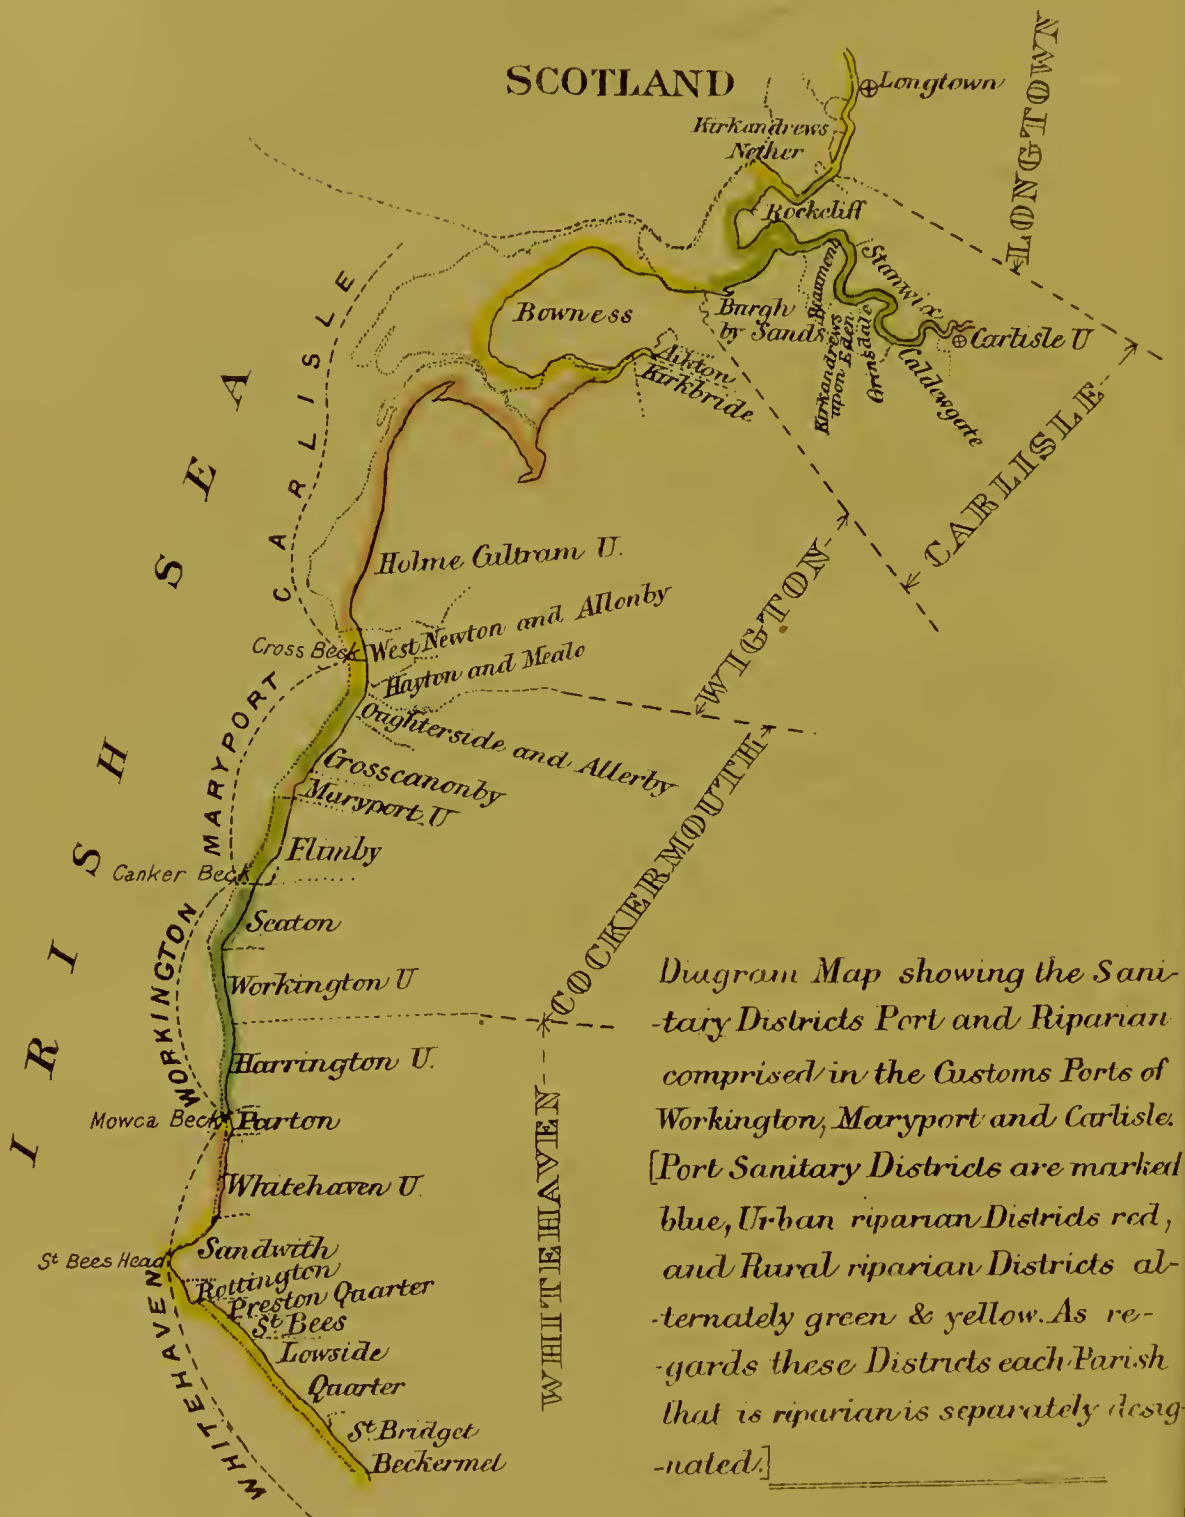 SCOTLAND
Longtown
Kirkandrews
Nether
LONGTOWN
Rockcliff
Stanwix
Beaumont
Burgh
by Sands
Kirkandrews
upon Eden
Grinsdale
Carlisle U
Caldewgate
Bowness
Aikton
Kirkbride
CARLISLE
CARLISLE
IRISH SEA
Holme Cultram U.
WIGTON
Cross Beck
West Newton and Allonby
Hayton and Mealo
MARYPORT
Oughterside and Allerby
Crosscanonby
Maryport U
COCKERMOUTH
Flimby
Canker Beck
Seaton
WORKINGTON
Workington U
Harrington U.
Mowca Beck
Parton
Whitehaven U.
WHITEHAVEN
St Bees Head
Sandwith
Rottington
Preston Quarter
St Bees
Lowside
Quarter
St Bridget
Beckermet
WHITEHAVEN
Diagram Map showing the Sani-
-tary Districts Port and Riparian
comprised in the Customs Ports of
Workington, Maryport and Carlisle.
[Port Sanitary Districts are marked
blue, Urban riparian Districts red,
and Rural riparian Districts al-
-ternately green & yellow. As re-
-gards these Districts each Parish
that is riparian is separately desig-
-nated.]